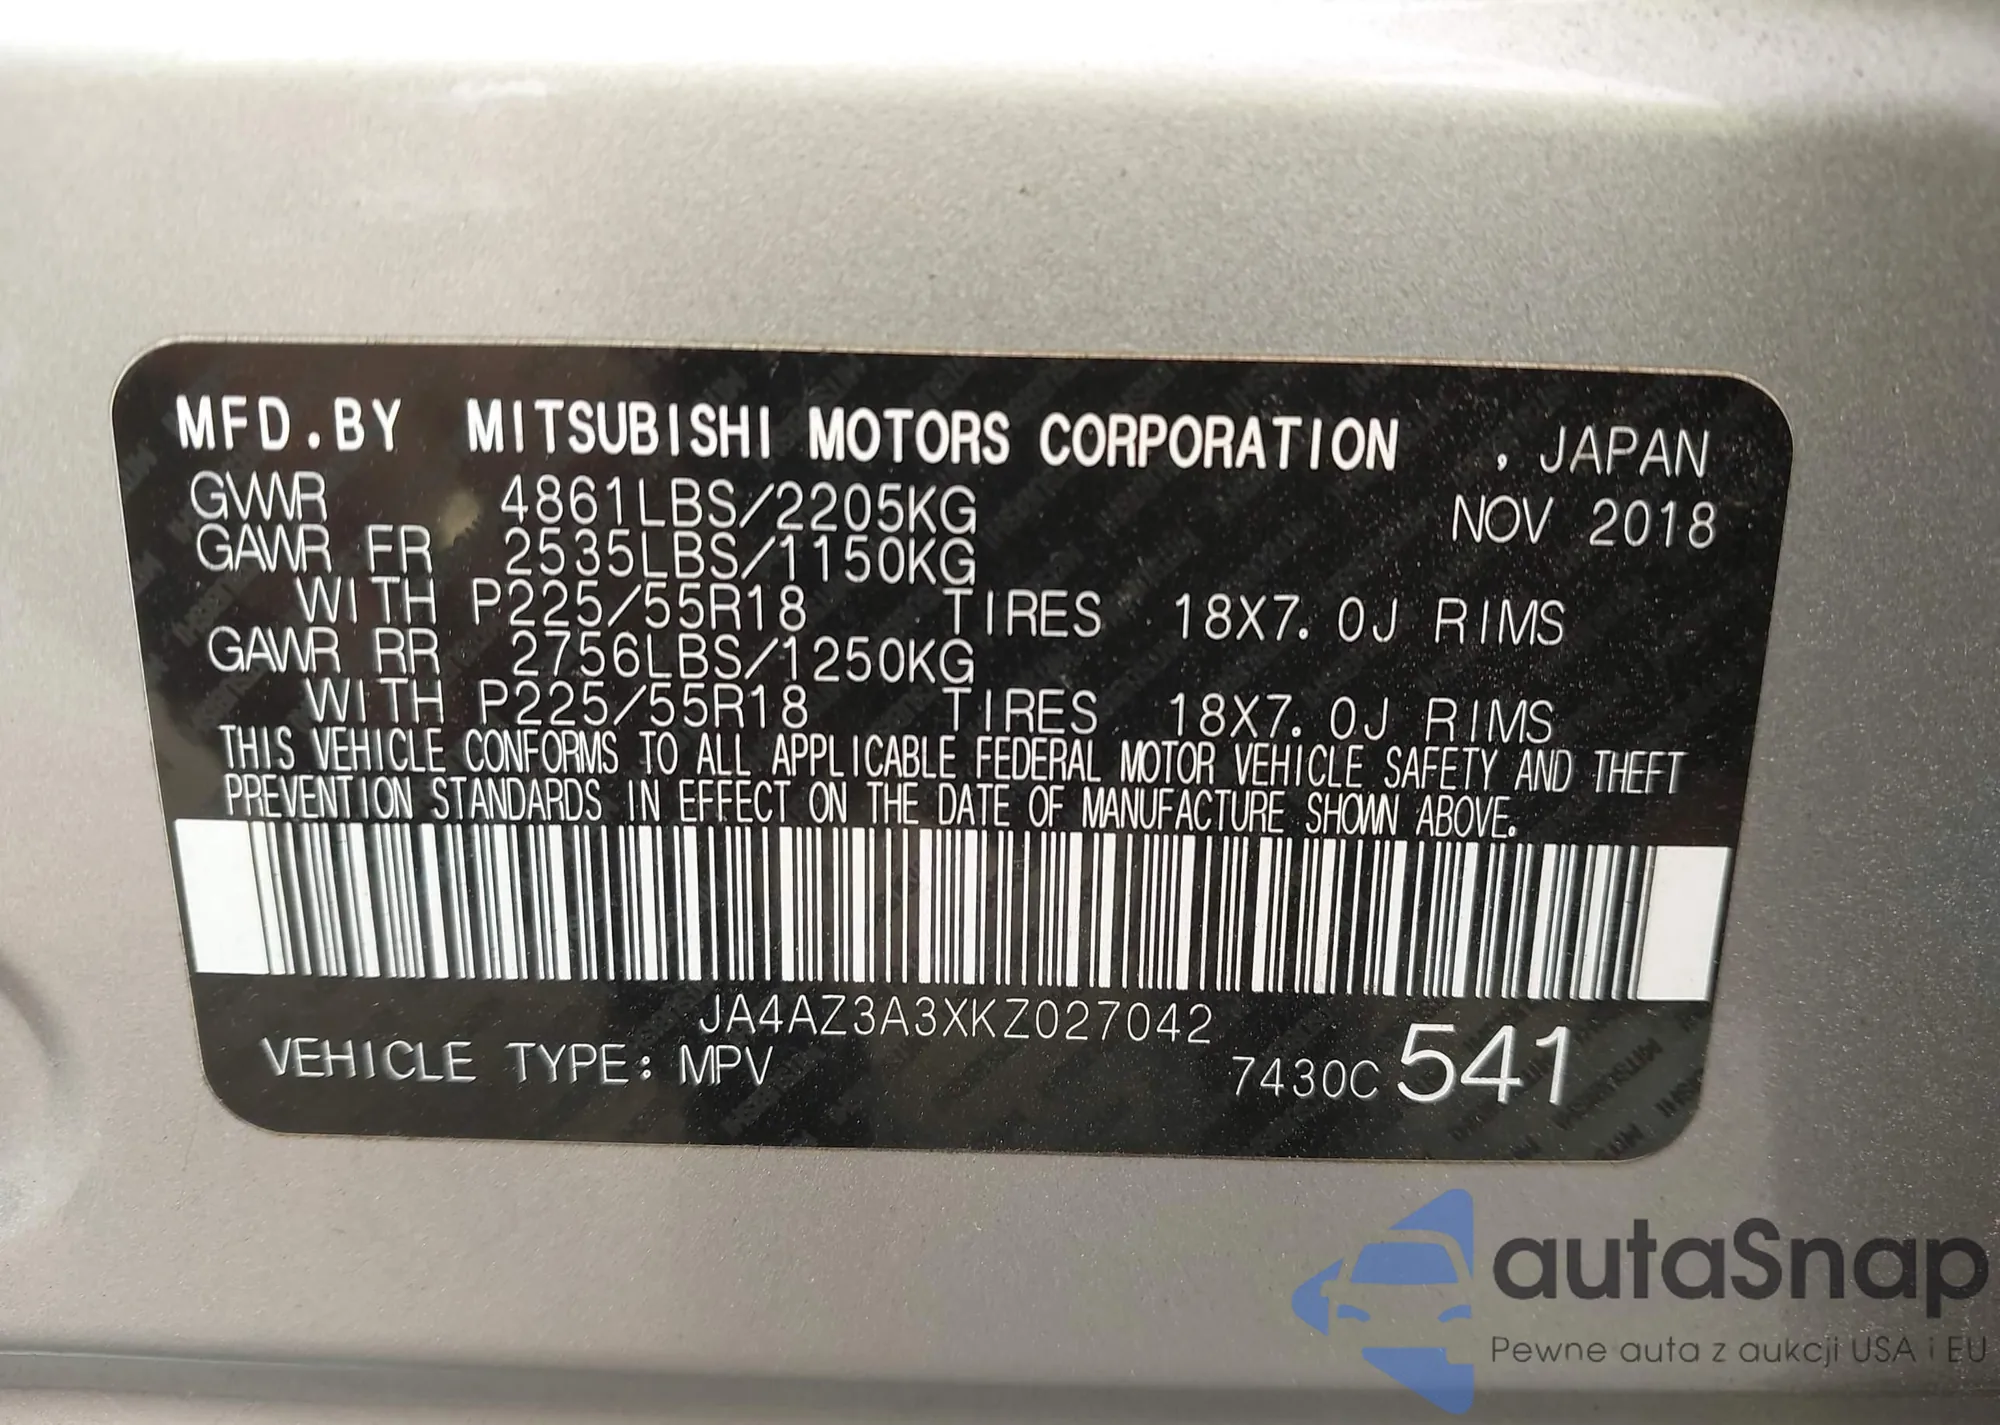 MFD.BY MITSUBISHI MOTORS CORPORATION , JAPAN
GVWR 4861LBS/2205KG NOV 2018
GAWR FR 2535LBS/1150KG
WITH P225/55R18 TIRES 18X7.0J RIMS
GAWR RR 2756LBS/1250KG
WITH P225/55R18 TIRES 18X7.0J RIMS
THIS VEHICLE CONFORMS TO ALL APPLICABLE FEDERAL MOTOR VEHICLE SAFETY AND THEFT
PREVENTION STANDARDS IN EFFECT ON THE DATE OF MANUFACTURE SHOWN ABOVE.
JA4AZ3A3XKZ027042
VEHICLE TYPE: MPV 7430C 541
autaSnap
Pewne auta z aukcji USA i EU